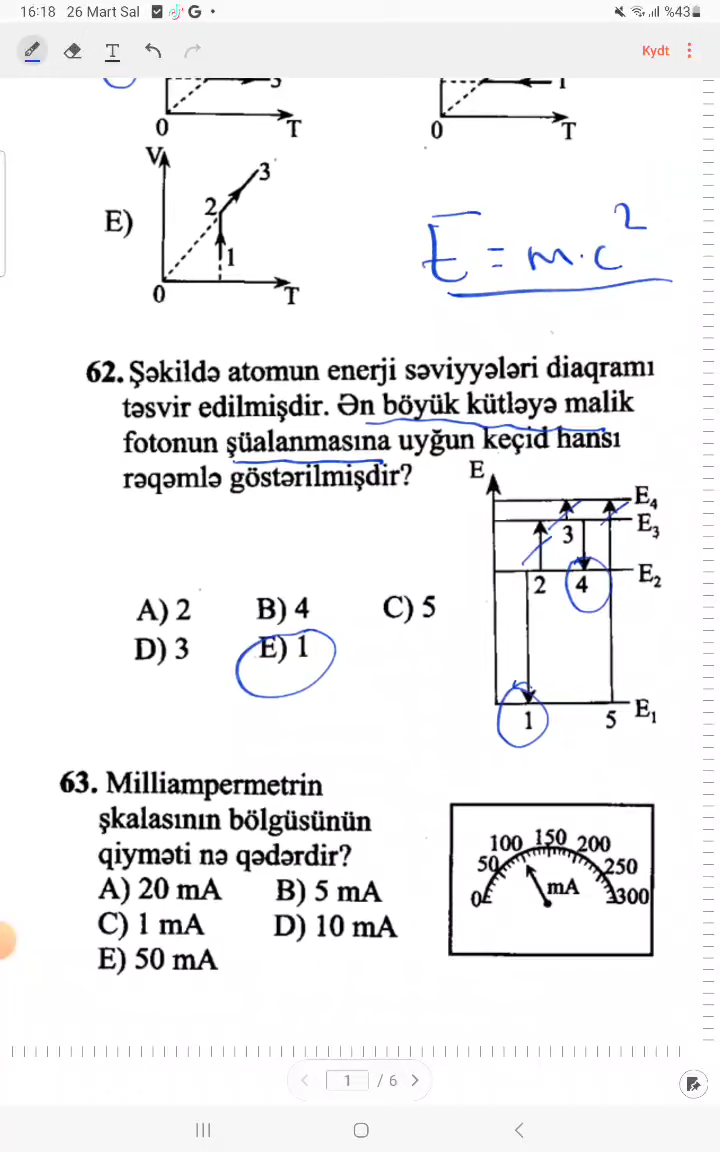 16:18 26 Mart Sal
%43
T
Kydt
3
1
0
T
0
T
V
3
2
E)
1
0
T
E = m.c²
62. Şəkildə atomun enerji səviyyələri diaqramı
təsvir edilmişdir. Ən böyük kütləyə malik
fotonun şüalanmasına uyğun keçid hansı
rəqəmlə göstərilmişdir?
E
E₄
E₃
3
E₂
2
4
A) 2 B) 4 C) 5
D) 3 E) 1
E₁
1
5
63. Milliampermetrin
şkalasının bölgüsünün
qiyməti nə qədərdir?
A) 20 mA B) 5 mA
C) 1 mA D) 10 mA
E) 50 mA
0 50 100 150 200 250 300
mA
1 / 6